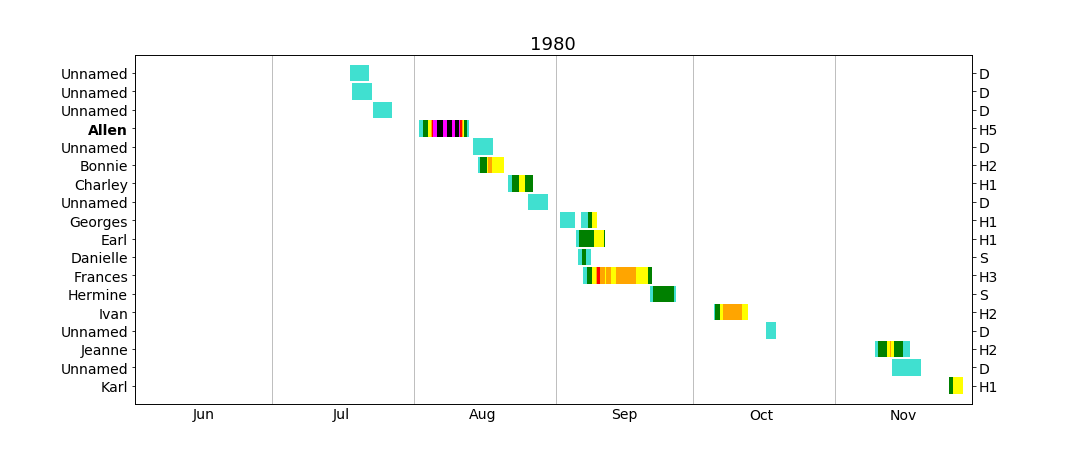 1980
Unnamed D
Unnamed D
Unnamed D
Allen H5
Unnamed D
Bonnie H2
Charley H1
Unnamed D
Georges H1
Earl H1
Danielle S
Frances H3
Hermine S
Ivan H2
Unnamed D
Jeanne H2
Unnamed D
Karl H1
Jun Jul Aug Sep Oct Nov